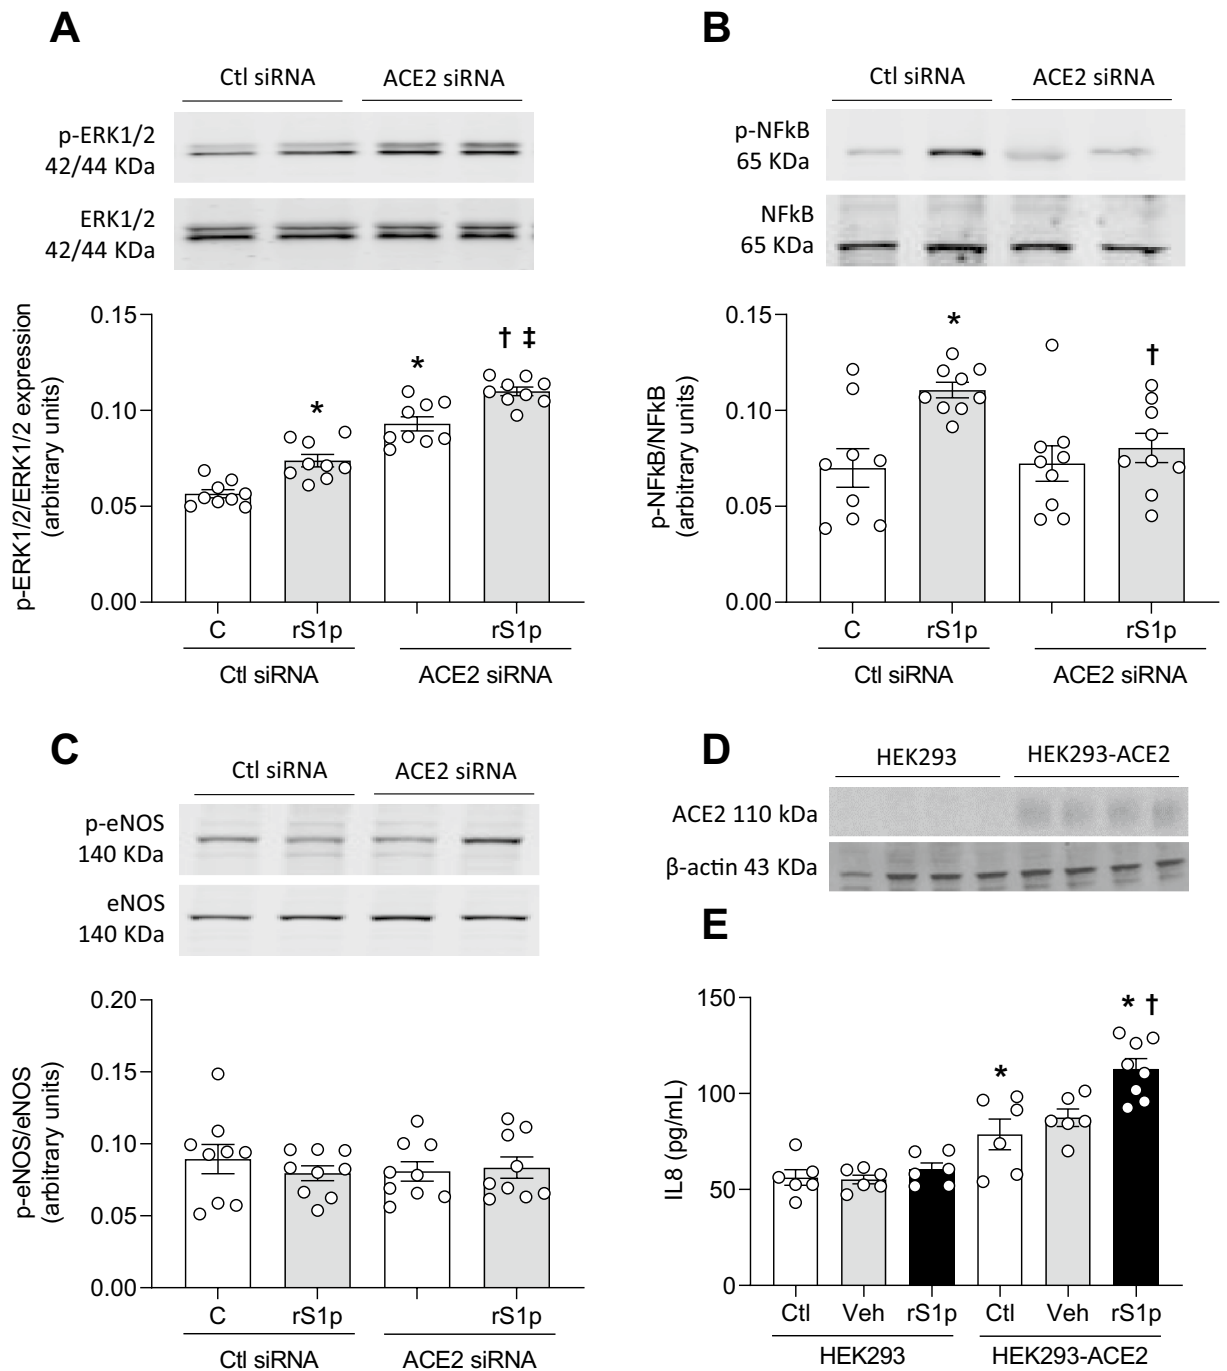 A
Ctl siRNA ACE2 siRNA
p-ERK1/2
42/44 KDa
ERK1/2
42/44 KDa
p-ERK1/2/ERK1/2 expression
(arbitrary units)
0.15
0.10
0.05
0.00
* * † ‡
C rS1p rS1p
Ctl siRNA ACE2 siRNA
B
Ctl siRNA ACE2 siRNA
p-NFkB
65 KDa
NFkB
65 KDa
p-NFkB/NFkB
(arbitrary units)
0.15
0.10
0.05
0.00
* †
C rS1p rS1p
Ctl siRNA ACE2 siRNA
C
Ctl siRNA ACE2 siRNA
p-eNOS
140 KDa
eNOS
140 KDa
p-eNOS/eNOS
(arbitrary units)
0.20
0.15
0.10
0.05
0.00
C rS1p rS1p
Ctl siRNA ACE2 siRNA
D
HEK293 HEK293-ACE2
ACE2 110 kDa
β-actin 43 KDa
E
IL8 (pg/mL)
150
100
50
0
* * †
Ctl Veh rS1p Ctl Veh rS1p
HEK293 HEK293-ACE2